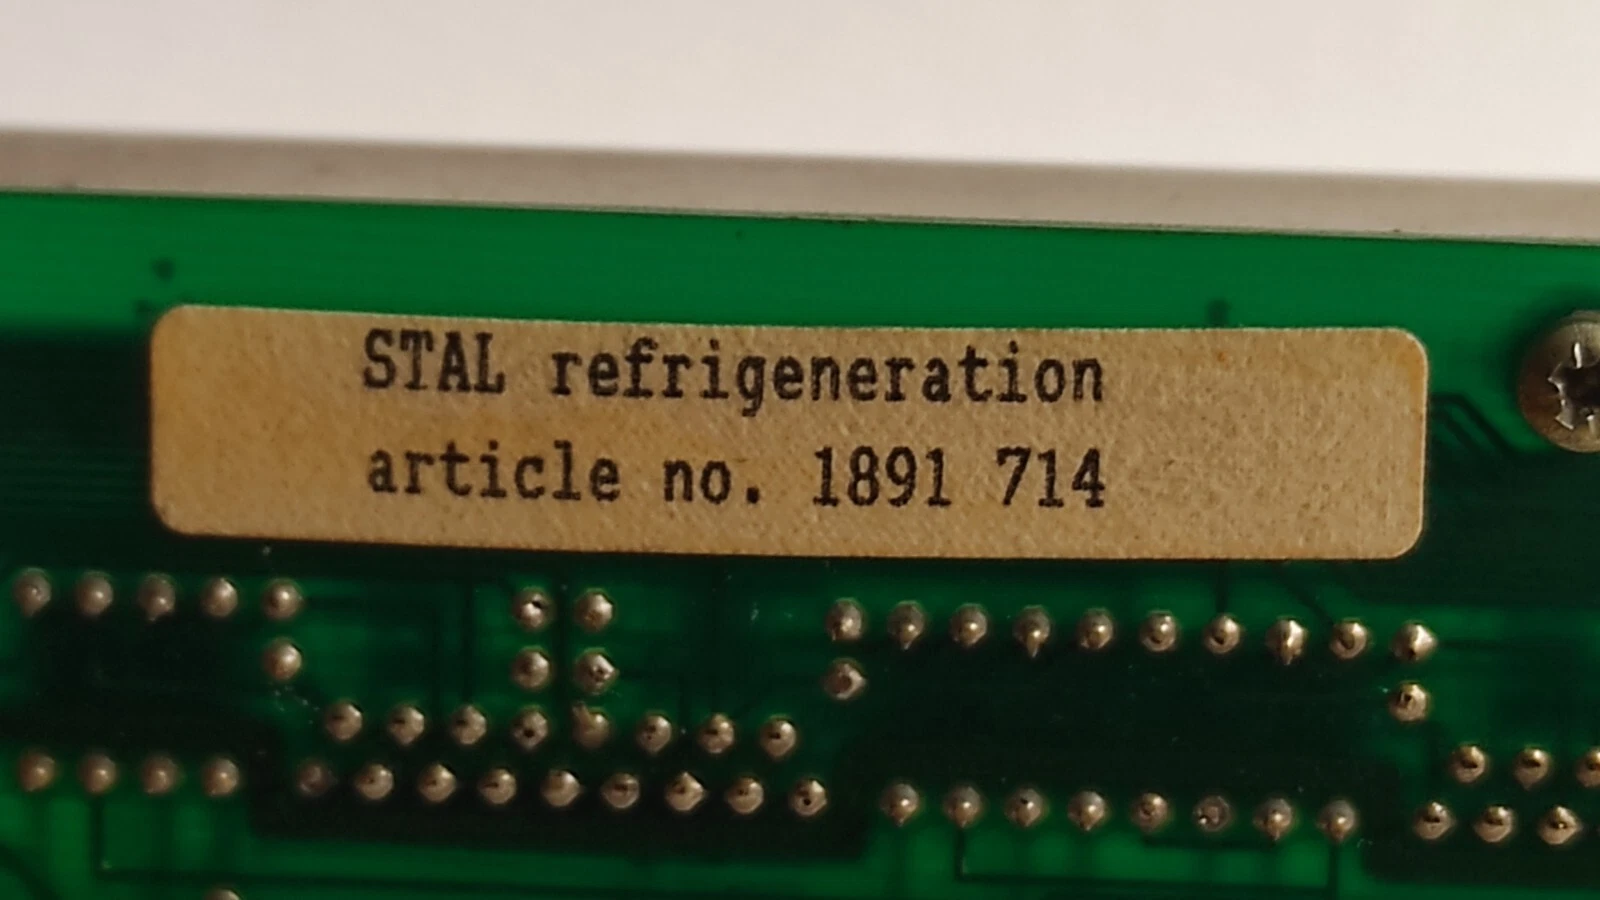 STAL refrigeneration
article no. 1891 714